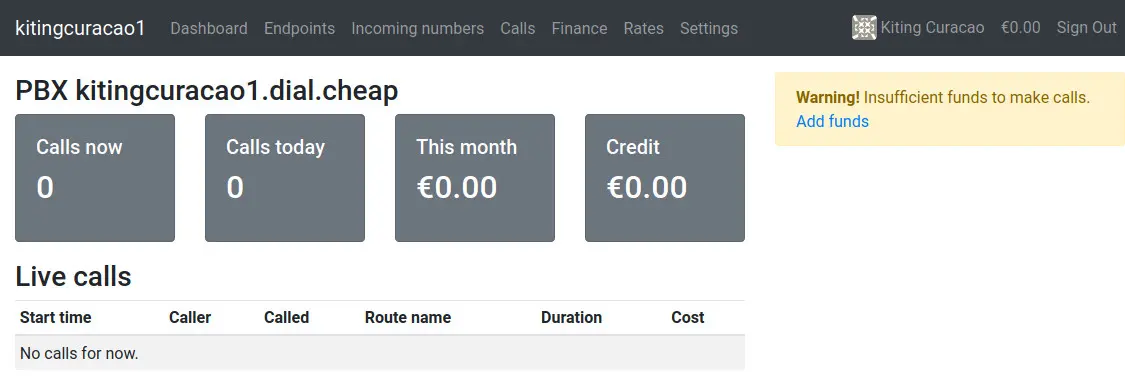 kitingcuracao1 Dashboard Endpoints Incoming numbers Calls Finance Rates Settings Kiting Curacao €0.00 Sign Out
PBX kitingcuracao1.dial.cheap
Calls now
0
Calls today
0
This month
€0.00
Credit
€0.00
Warning! Insufficient funds to make calls.
Add funds
Live calls
Start time Caller Called Route name Duration Cost
No calls for now.